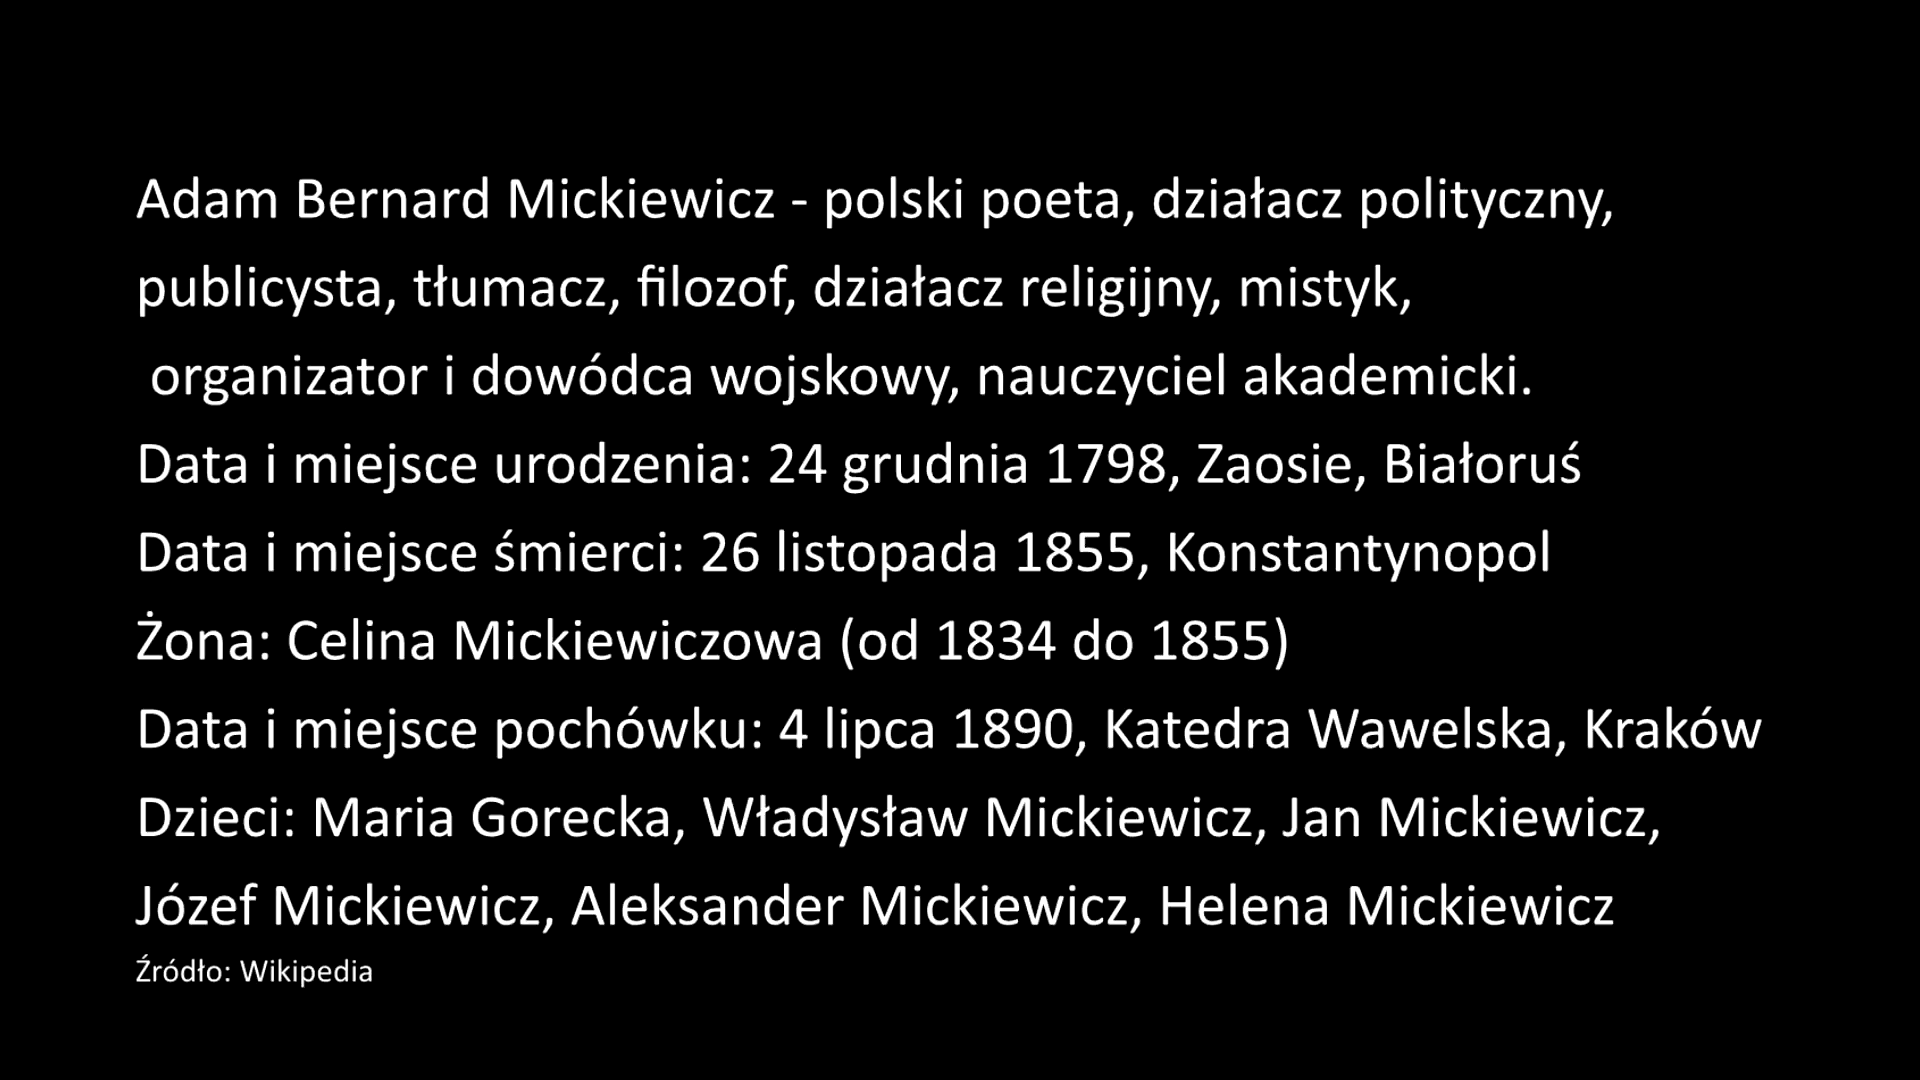 Adam Bernard Mickiewicz - polski poeta, działacz polityczny,
publicysta, tłumacz, filozof, działacz religijny, mistyk,
organizator i dowódca wojskowy, nauczyciel akademicki.
Data i miejsce urodzenia: 24 grudnia 1798, Zaosie, Białoruś
Data i miejsce śmierci: 26 listopada 1855, Konstantynopol
Żona: Celina Mickiewiczowa (od 1834 do 1855)
Data i miejsce pochówku: 4 lipca 1890, Katedra Wawelska, Kraków
Dzieci: Maria Gorecka, Władysław Mickiewicz, Jan Mickiewicz,
Józef Mickiewicz, Aleksander Mickiewicz, Helena Mickiewicz
Źródło: Wikipedia